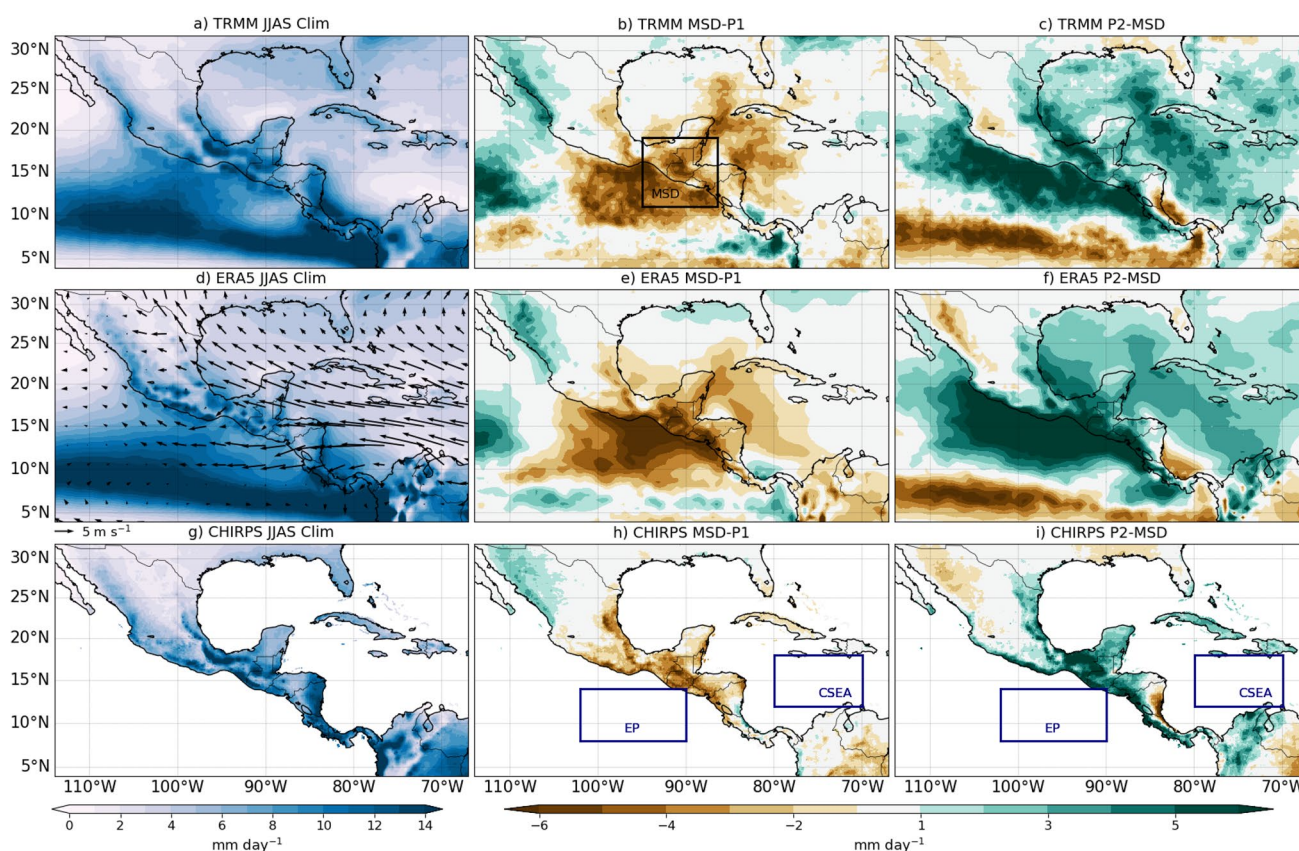 a) TRMM JJAS Clim
b) TRMM MSD-P1
c) TRMM P2-MSD
30°N
25°N
20°N
15°N
10°N
5°N
MSD
d) ERA5 JJAS Clim
e) ERA5 MSD-P1
f) ERA5 P2-MSD
30°N
25°N
20°N
15°N
10°N
5°N
5 m s⁻¹
g) CHIRPS JJAS Clim
h) CHIRPS MSD-P1
i) CHIRPS P2-MSD
30°N
25°N
20°N
15°N
10°N
5°N
CSEA
EP
CSEA
EP
110°W 100°W 90°W 80°W 70°W
110°W 100°W 90°W 80°W 70°W
110°W 100°W 90°W 80°W 70°W
0 2 4 6 8 10 12 14
mm day⁻¹
−6 −4 −2 1 3 5
mm day⁻¹